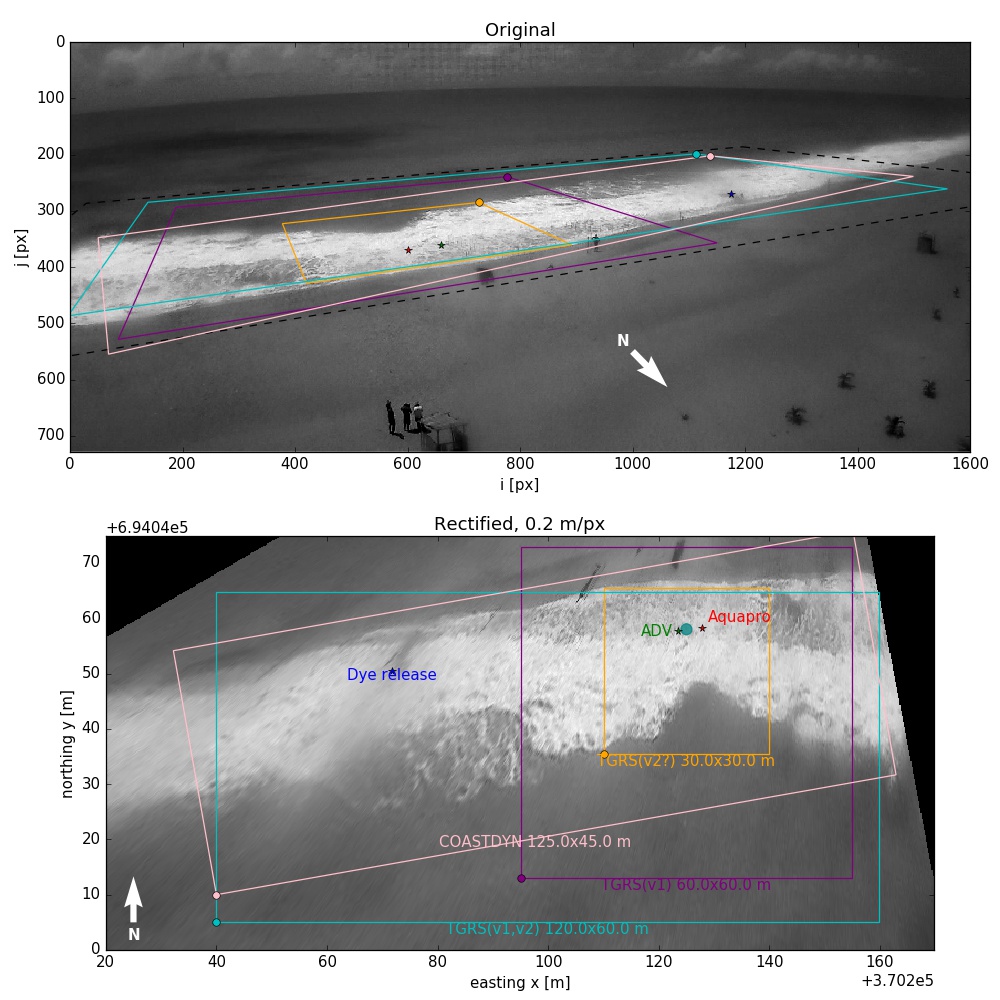 Original
0
100
200
300
400
500
600
700
j [px]
N
0 200 400 600 800 1000 1200 1400 1600
i [px]
+6.9404e5
Rectified, 0.2 m/px
70
60
50
40
30
20
10
0
northing y [m]
Aquapro
ADV
Dye release
TGRS(v2?) 30.0x30.0 m
COASTDYN 125.0x45.0 m
TGRS(v1) 60.0x60.0 m
TGRS(v1,v2) 120.0x60.0 m
N
20 40 60 80 100 120 140 160
easting x [m]
+3.702e5